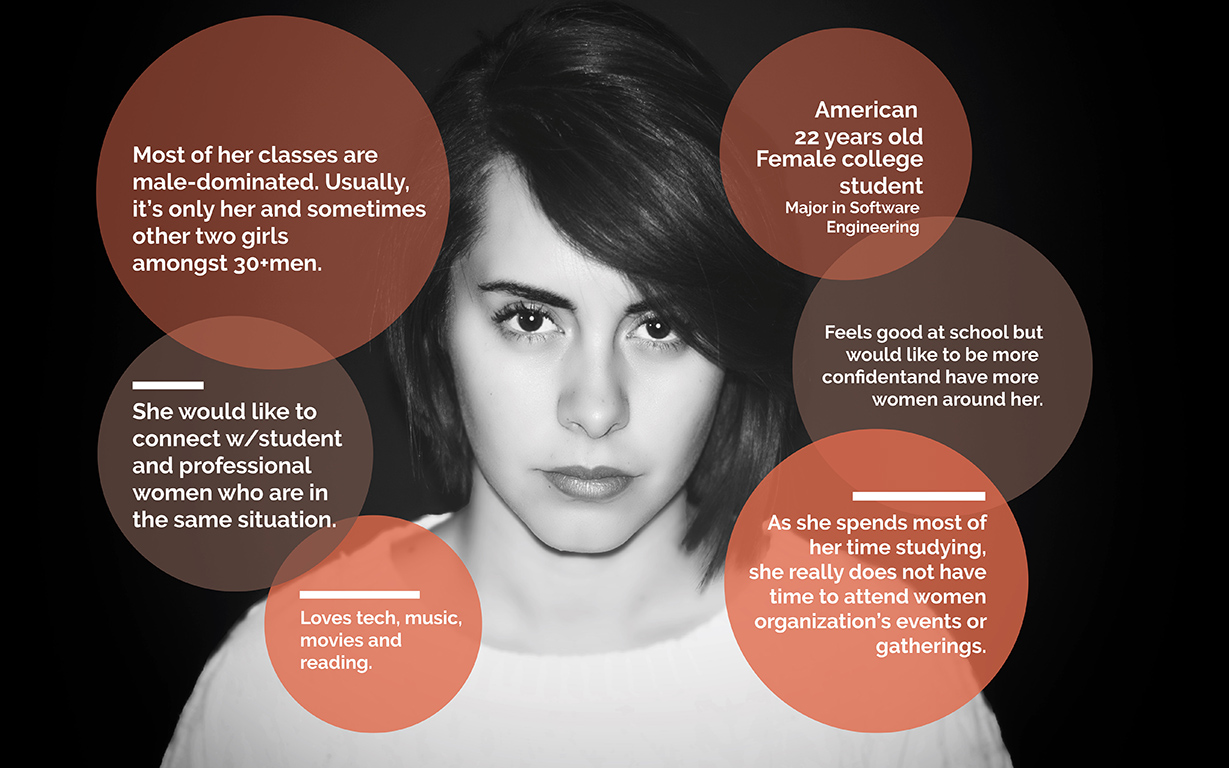 Most of her classes are
male-dominated. Usually,
it's only her and sometimes
other two girls
amongst 30+men.
She would like to
connect w/student
and professional
women who are in
the same situation.
Loves tech, music,
movies and
reading.
American
22 years old
Female college
student
Major in Software
Engineering
Feels good at school but
would like to be more
confidentand have more
women around her.
As she spends most of
her time studying,
she really does not have
time to attend women
organization's events or
gatherings.